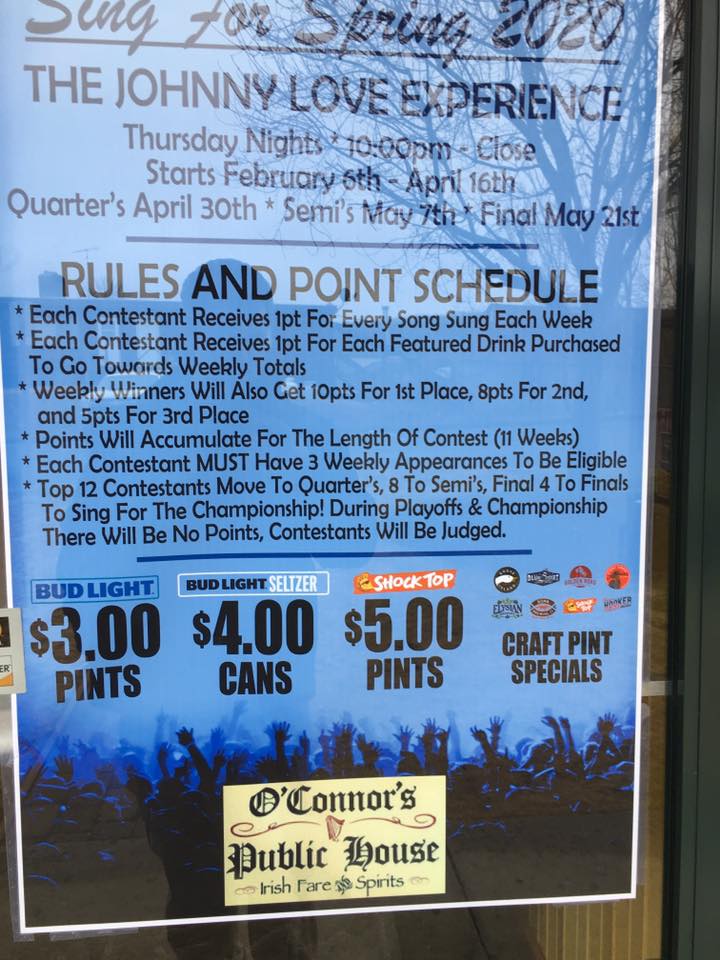 Sing For Spring 2020
THE JOHNNY LOVE EXPERIENCE
Thursday Nights * 10:00pm - Close
Starts February 6th - April 16th
Quarter's April 30th * Semi's May 7th * Final May 21st
RULES AND POINT SCHEDULE
* Each Contestant Receives 1pt For Every Song Sung Each Week
* Each Contestant Receives 1pt For Each Featured Drink Purchased
To Go Towards Weekly Totals
* Weekly Winners Will Also Get 10pts For 1st Place, 8pts For 2nd,
and 5pts For 3rd Place
* Points Will Accumulate For The Length Of Contest (11 Weeks)
* Each Contestant MUST Have 3 Weekly Appearances To Be Eligible
* Top 12 Contestants Move To Quarter's, 8 To Semi's, Final 4 To Finals
To Sing For The Championship! During Playoffs & Championship
There Will Be No Points, Contestants Will Be Judged.
BUD LIGHT
$3.00
PINTS
BUD LIGHT SELTZER
$4.00
CANS
SHOCK TOP
$5.00
PINTS
GOLDEN ROAD
ELYSIAN
SHOCK TOP
HOOKER
CRAFT PINT
SPECIALS
ER
O'Connor's
Public House
Irish Fare Spirits